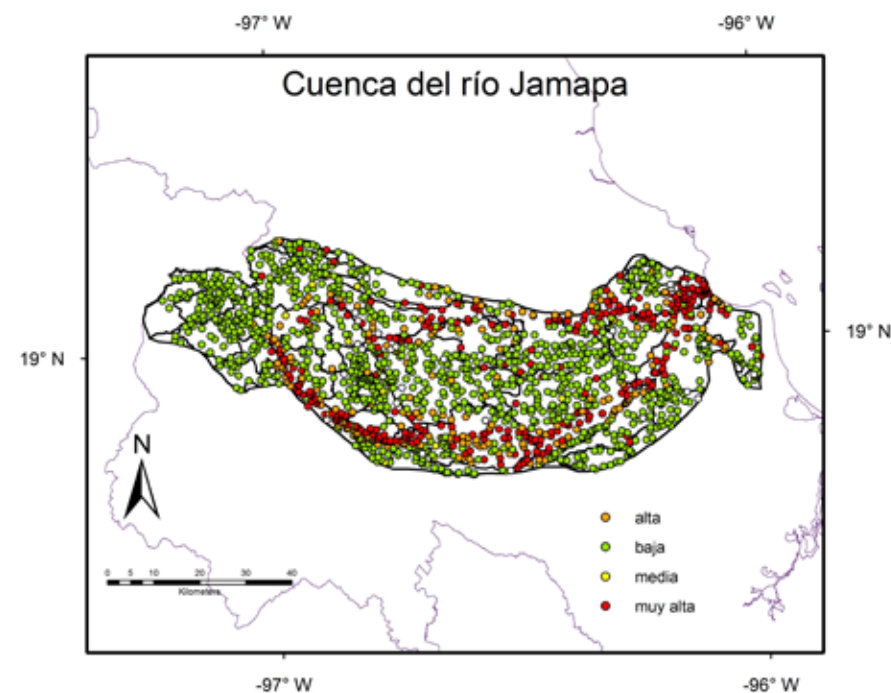 -97° W
-96° W
Cuenca del río Jamapa
19° N
19° N
N
alta
baja
media
muy alta
0 5 10 20 30 40
Kilometers
-97° W
-96° W